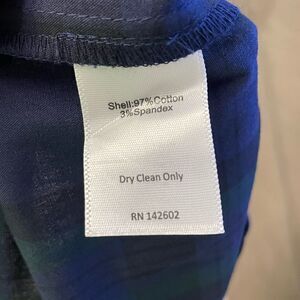 Shell:97%Cotton
3%Spandex
Dry Clean Only
RN 142602